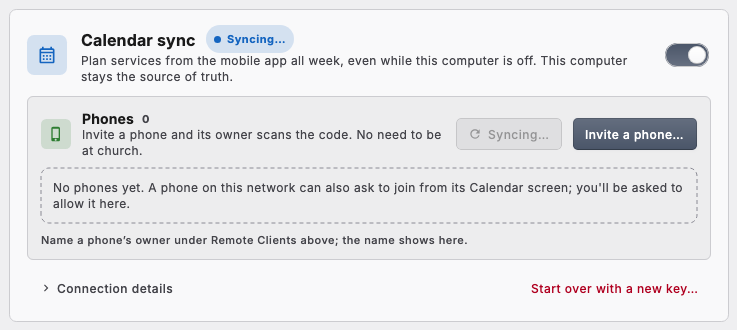 Calendar sync
Syncing...
Plan services from the mobile app all week, even while this computer is off. This computer
stays the source of truth.
Phones 0
Invite a phone and its owner scans the code. No need to be
at church.
Syncing...
Invite a phone...
No phones yet. A phone on this network can also ask to join from its Calendar screen; you'll be asked to
allow it here.
Name a phone's owner under Remote Clients above; the name shows here.
Connection details
Start over with a new key...